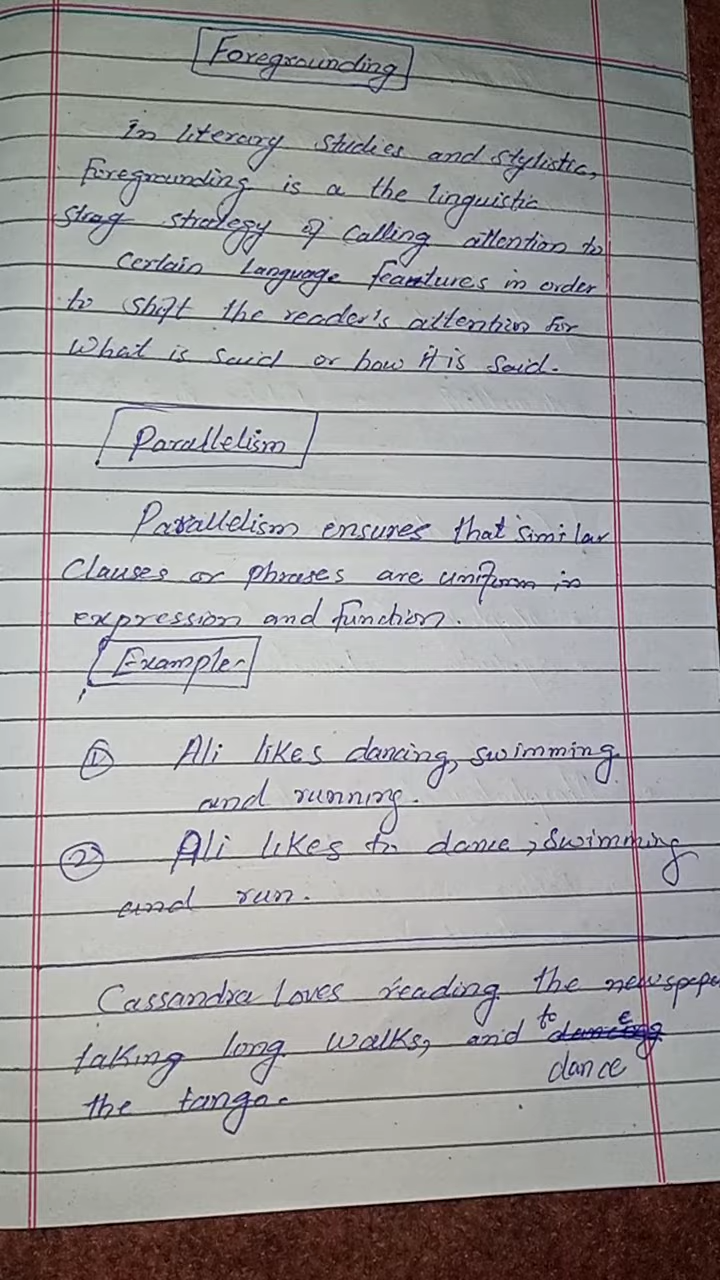 Foregrounding
In literary studies and stylistic,
Foregrounding is a the linguistic
strag strategy of calling attention to
certain language features in order
to shift the reader's attention for
what is said or how it is said.
Parallelism
Parallelism ensures that similar
clauses or phrases are uniform in
expression and function.
Example-
① Ali likes dancing, swimming
and running.
② Ali likes to dance, swimming
and run.
Cassandra loves reading the newspape
taking long walks, and to
dance
the tango.